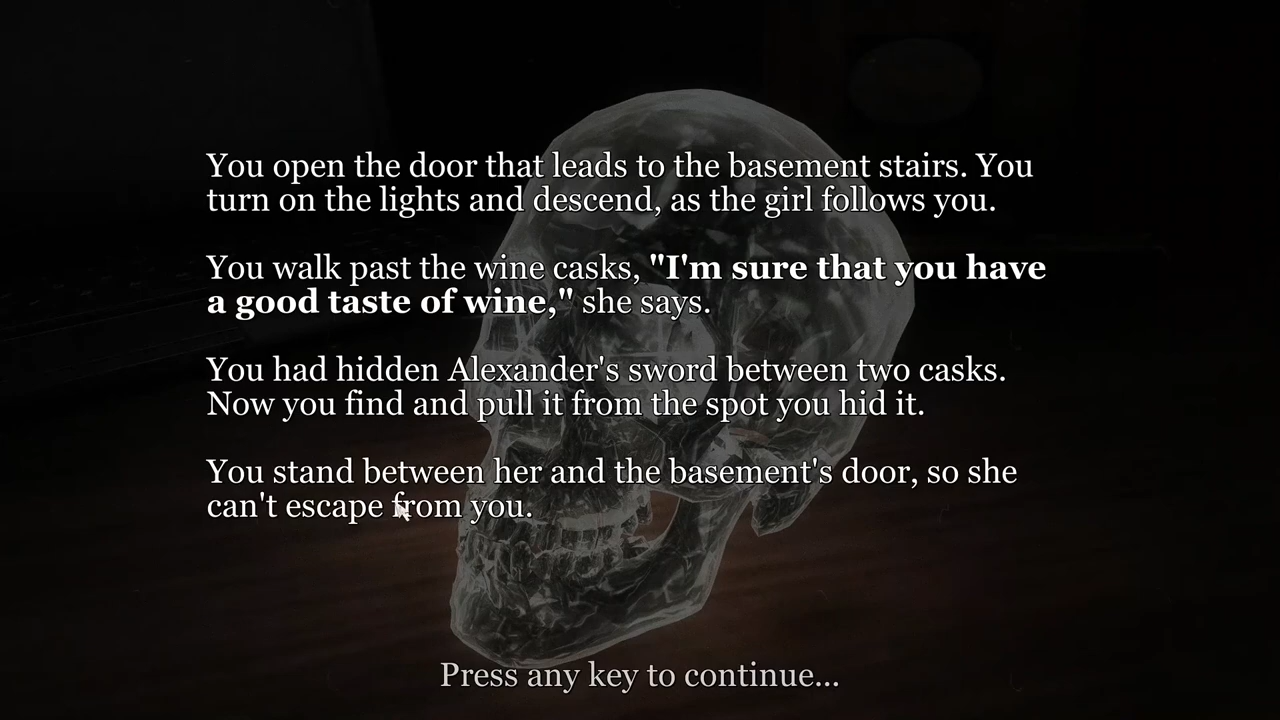 You open the door that leads to the basement stairs. You
turn on the lights and descend, as the girl follows you.
You walk past the wine casks, "I'm sure that you have
a good taste of wine," she says.
You had hidden Alexander's sword between two casks.
Now you find and pull it from the spot you hid it.
You stand between her and the basement's door, so she
can't escape from you.
Press any key to continue...